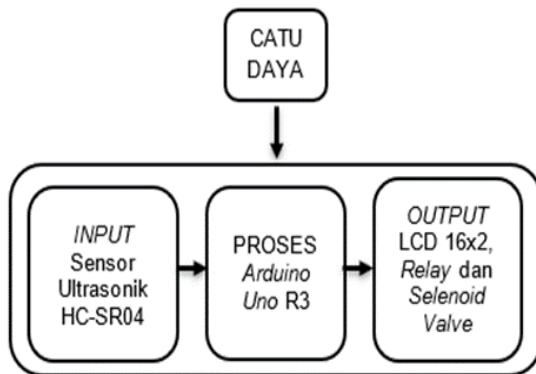 CATU
DAYA
INPUT
Sensor
Ultrasonik
HC-SR04
PROSES
Arduino
Uno R3
OUTPUT
LCD 16x2,
Relay dan
Selenoid
Valve